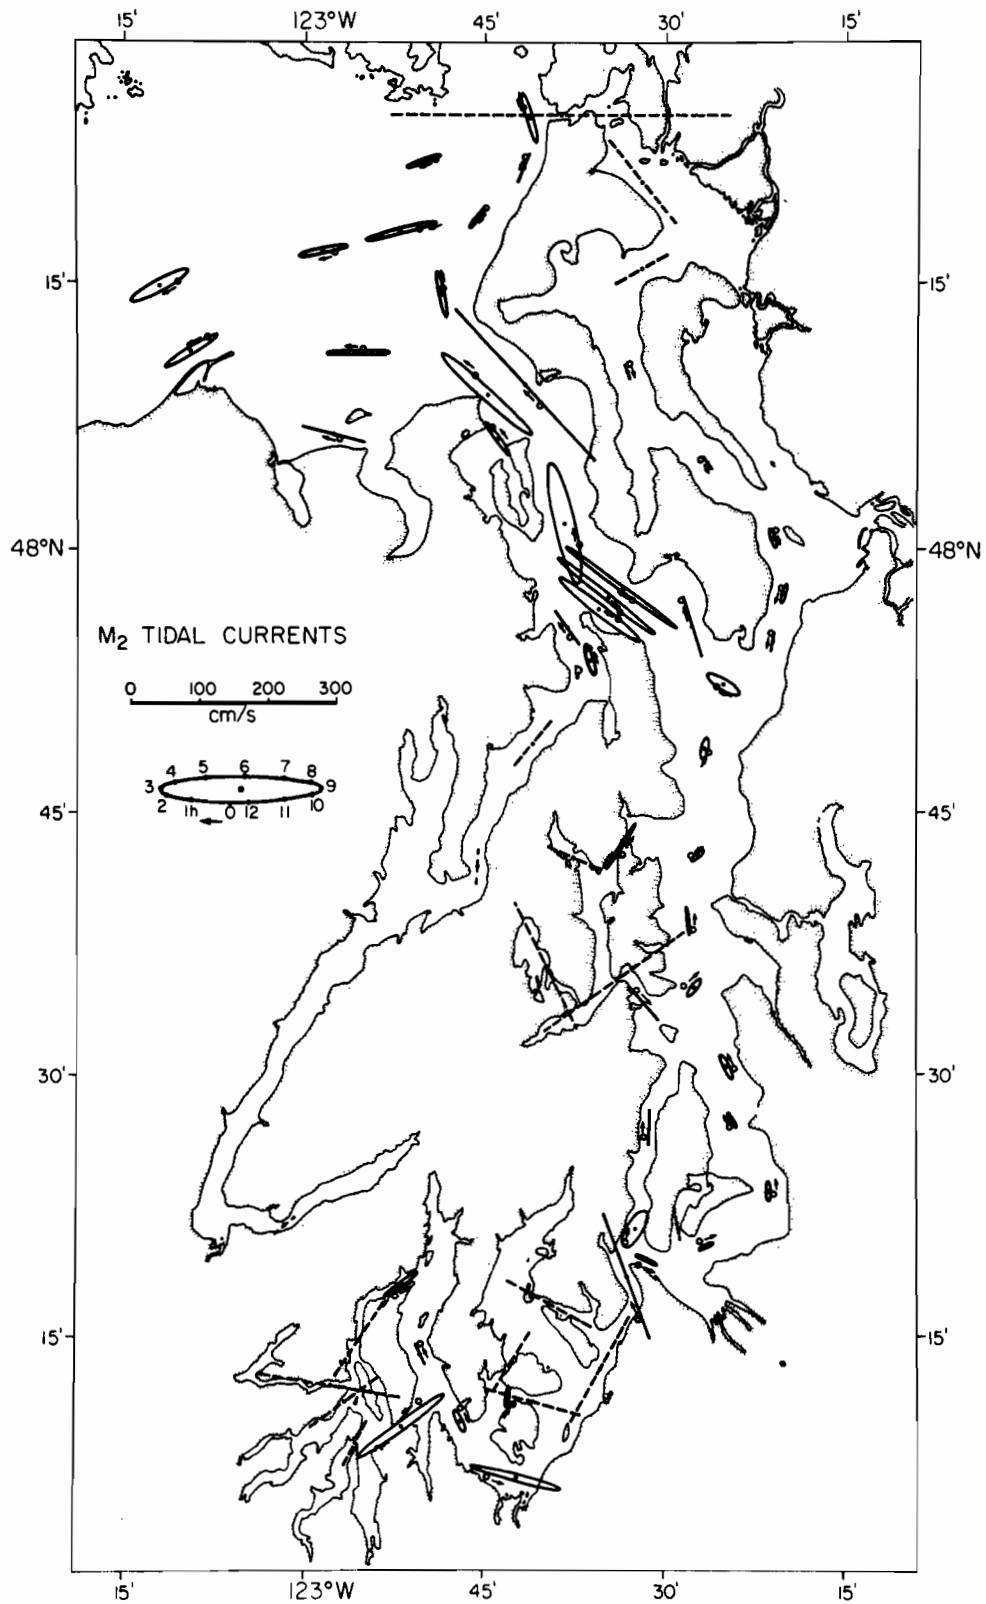 15' 123°W 45' 30' 15'
15' 15'
48°N 48°N
M₂ TIDAL CURRENTS
0 100 200 300
cm/s
4 5 6 7 8
3 9
2 1h 0 12 11 10
45' 45'
30' 30'
15' 15'
15' 123°W 45' 30' 15'